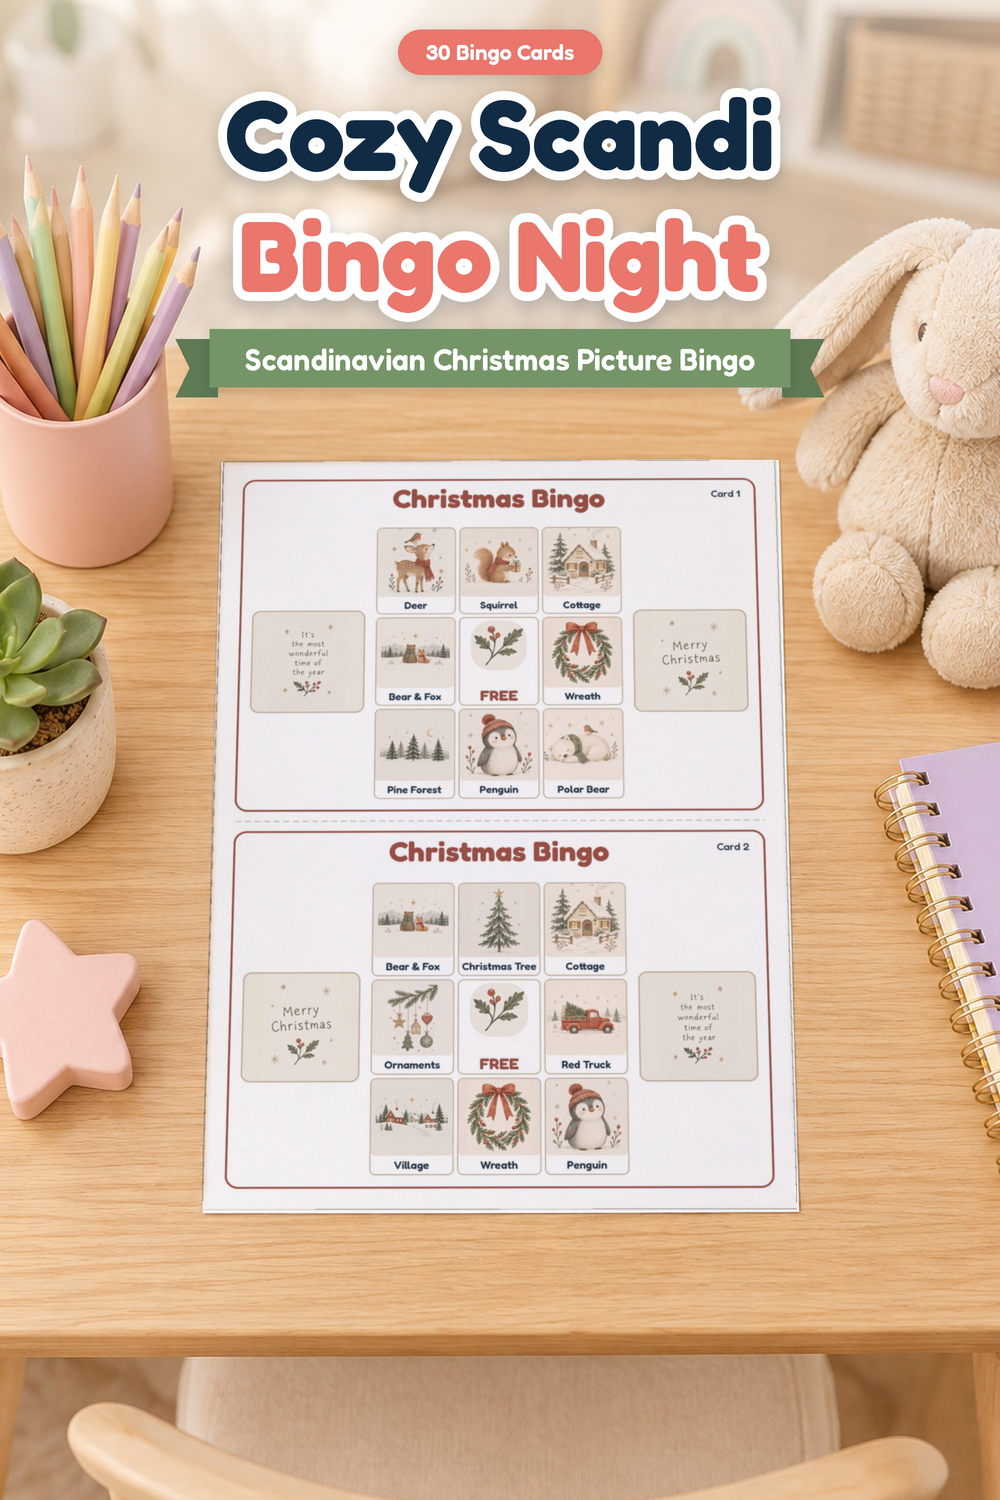 30 Bingo Cards
Cozy Scandi
Bingo Night
Scandinavian Christmas Picture Bingo
Christmas Bingo
Card 1
Deer
Squirrel
Cottage
It's
the most
wonderful
time of
the year
Bear & Fox
FREE
Wreath
Merry
Christmas
Pine Forest
Penguin
Polar Bear
Christmas Bingo
Card 2
Bear & Fox
Christmas Tree
Cottage
Merry
Christmas
Ornaments
FREE
Red Truck
It's
the most
wonderful
time of
the year
Village
Wreath
Penguin